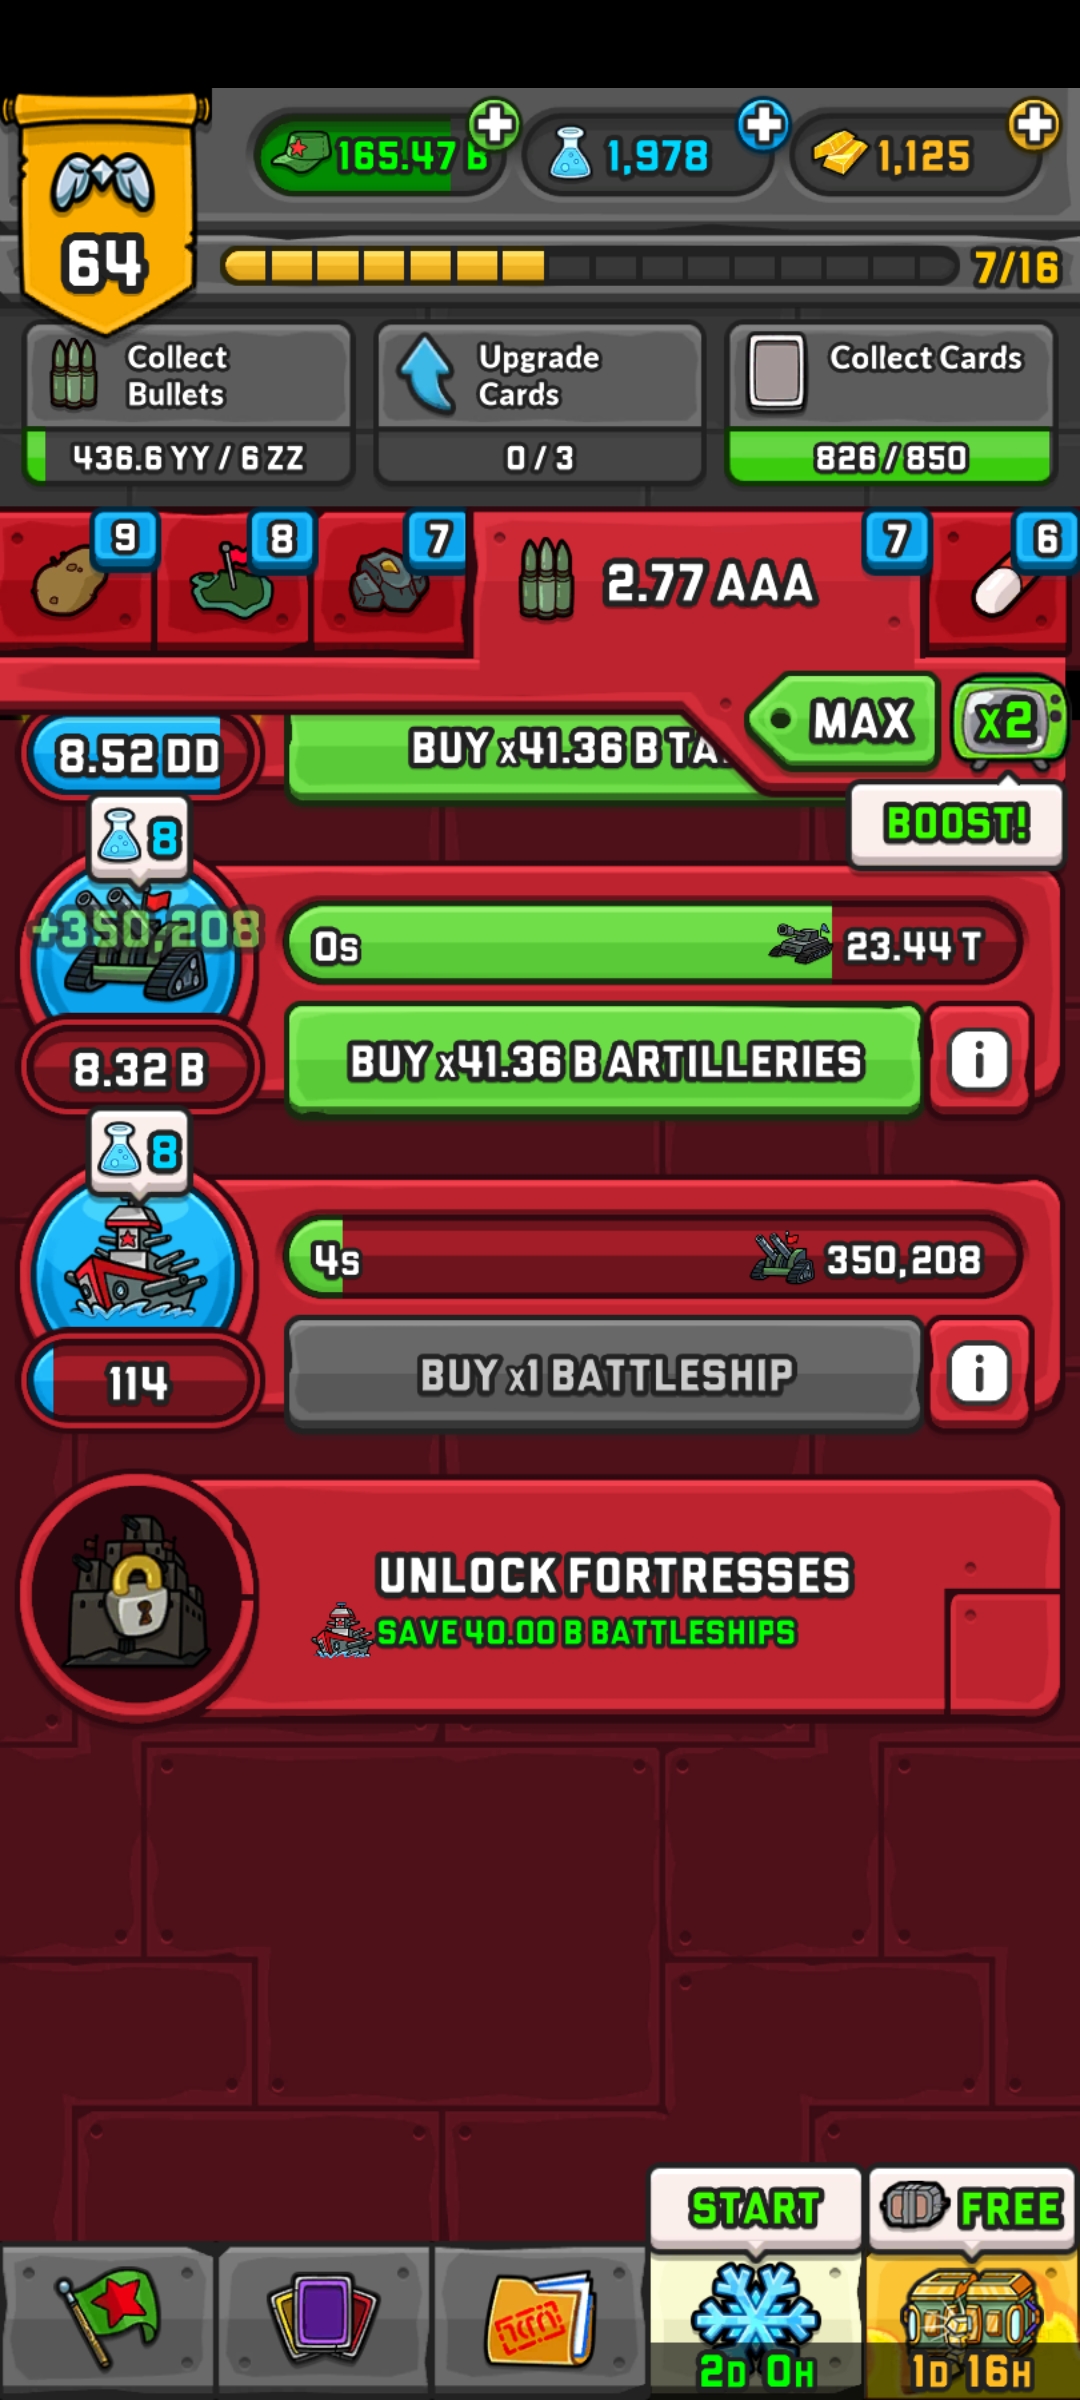 165.47 B
1,978
1,125
64
7/16
Collect
Bullets
Upgrade
Cards
Collect Cards
436.6 YY / 6 ZZ
0 / 3
826 / 850
9
8
7
2.77 AAA
7
6
MAX
x2
8.52 DD
BUY x41.36 B TA
BOOST!
8
+350,208
0s
23.44 T
8.32 B
BUY x41.36 B ARTILLERIES
i
8
4s
350,208
114
BUY x1 BATTLESHIP
i
UNLOCK FORTRESSES
SAVE 40.00 B BATTLESHIPS
START
FREE
2D 0H
1D 16H